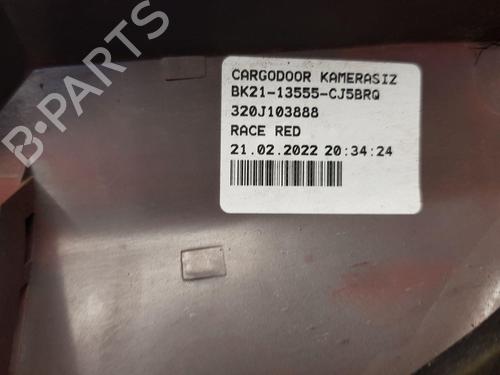 B-PARTS
CARGODOOR KAMERASIZ
BK21-13555-CJ5BRQ
320J103888
RACE RED
21.02.2022 20:34:24